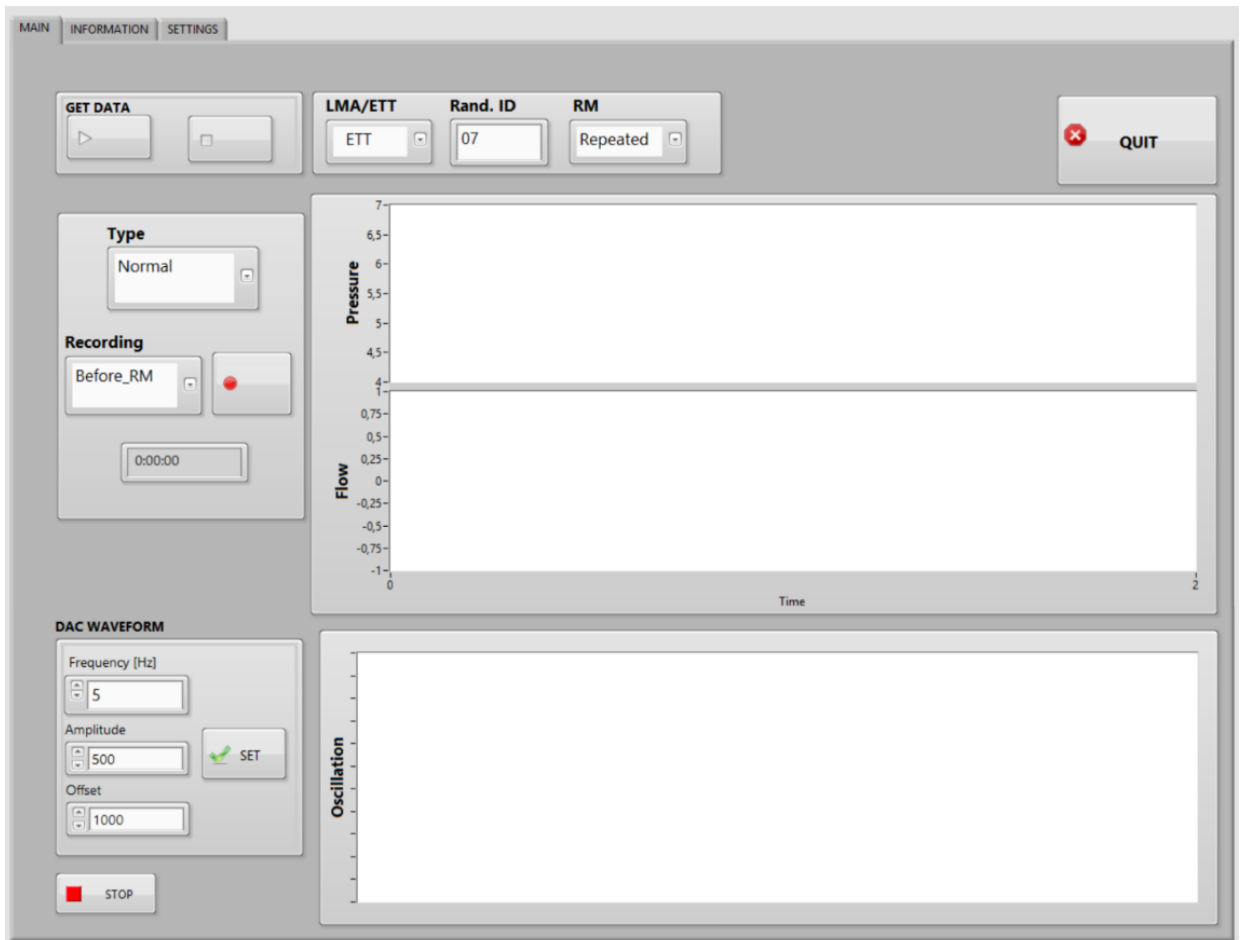 MAIN INFORMATION SETTINGS
GET DATA
LMA/ETT Rand. ID RM
ETT 07 Repeated
QUIT
Type
Normal
Recording
Before_RM
0:00:00
Pressure
7
6,5
6
5,5
5
4,5
4
Flow
1
0,75
0,5
0,25
0
-0,25
-0,5
-0,75
-1
0 2
Time
DAC WAVEFORM
Frequency [Hz]
5
Amplitude
500
SET
Offset
1000
STOP
Oscillation